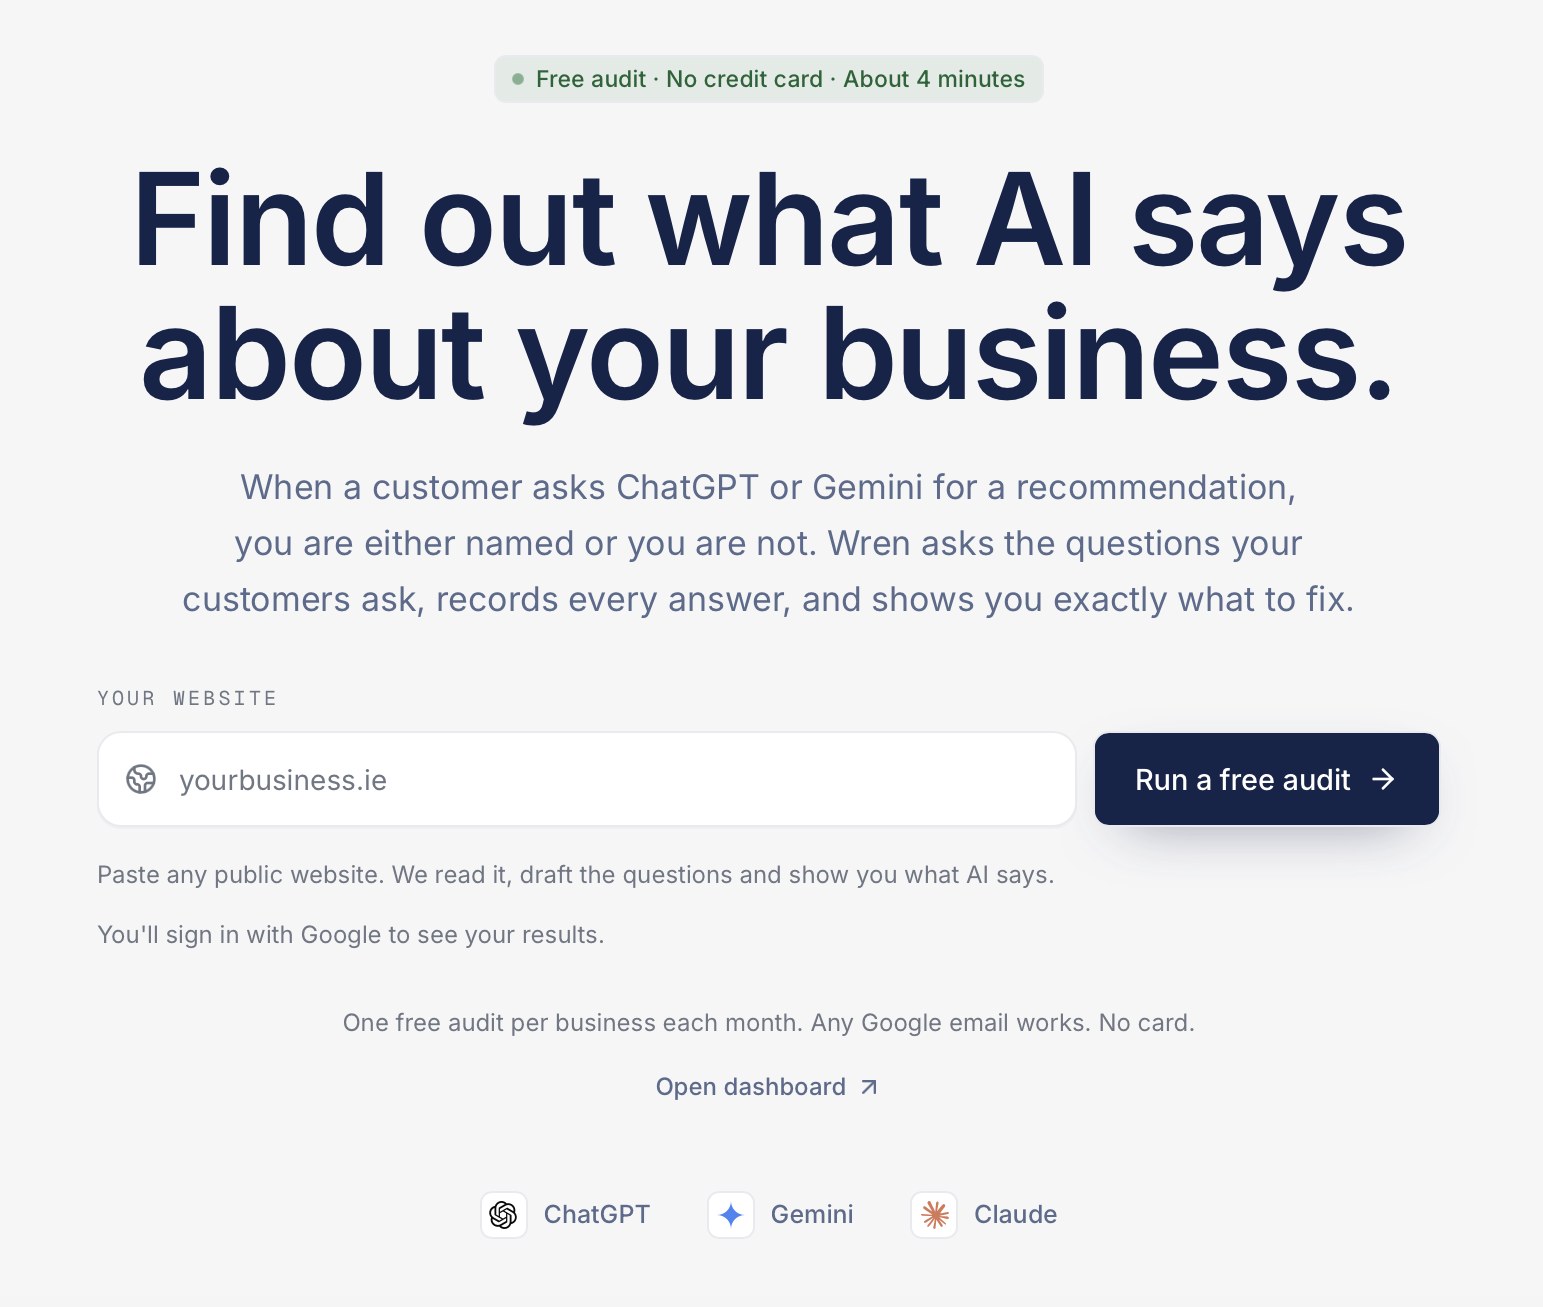 Free audit · No credit card · About 4 minutes
Find out what AI says
about your business.
When a customer asks ChatGPT or Gemini for a recommendation,
you are either named or you are not. Wren asks the questions your
customers ask, records every answer, and shows you exactly what to fix.
YOUR WEBSITE
yourbusiness.ie
Run a free audit →
Paste any public website. We read it, draft the questions and show you what AI says.
You'll sign in with Google to see your results.
One free audit per business each month. Any Google email works. No card.
Open dashboard ↗
ChatGPT Gemini Claude